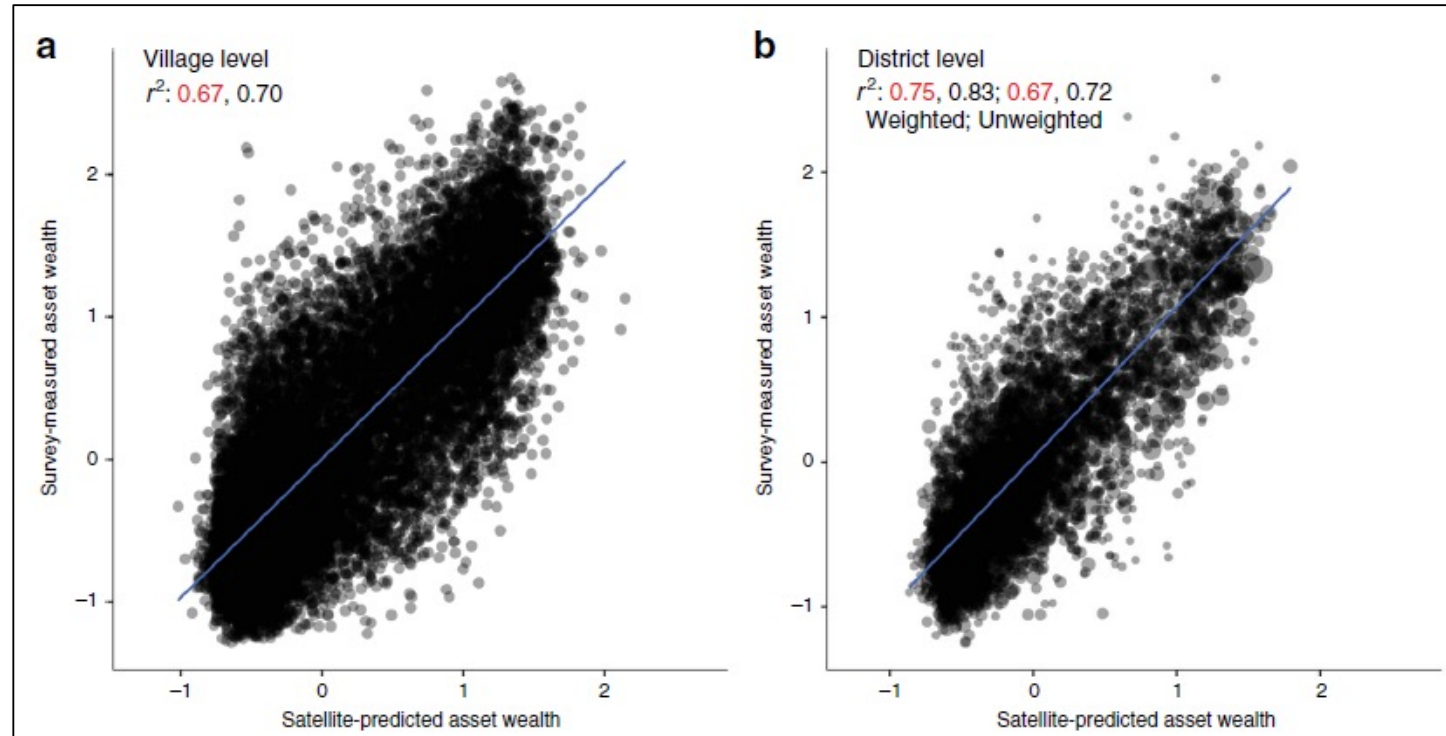 a
Village level
r²: 0.67, 0.70
2
1
0
−1
Survey-measured asset wealth
−1 0 1 2
Satellite-predicted asset wealth
b
District level
r²: 0.75, 0.83; 0.67, 0.72
Weighted; Unweighted
2
1
0
−1
Survey-measured asset wealth
−1 0 1 2
Satellite-predicted asset wealth